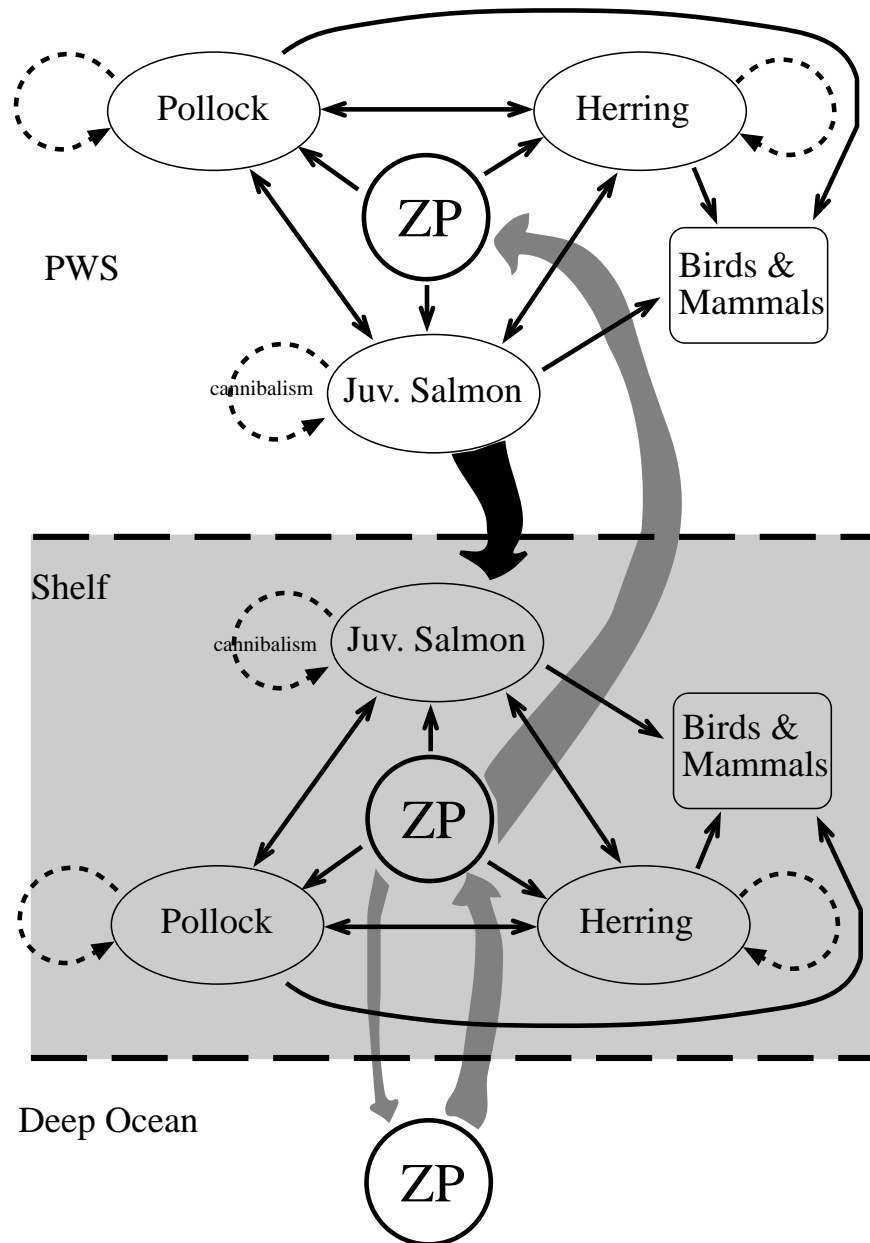 Pollock
Herring
ZP
PWS
Birds &
Mammals
cannibalism
Juv. Salmon
Shelf
cannibalism
Juv. Salmon
Birds &
Mammals
ZP
Pollock
Herring
Deep Ocean
ZP